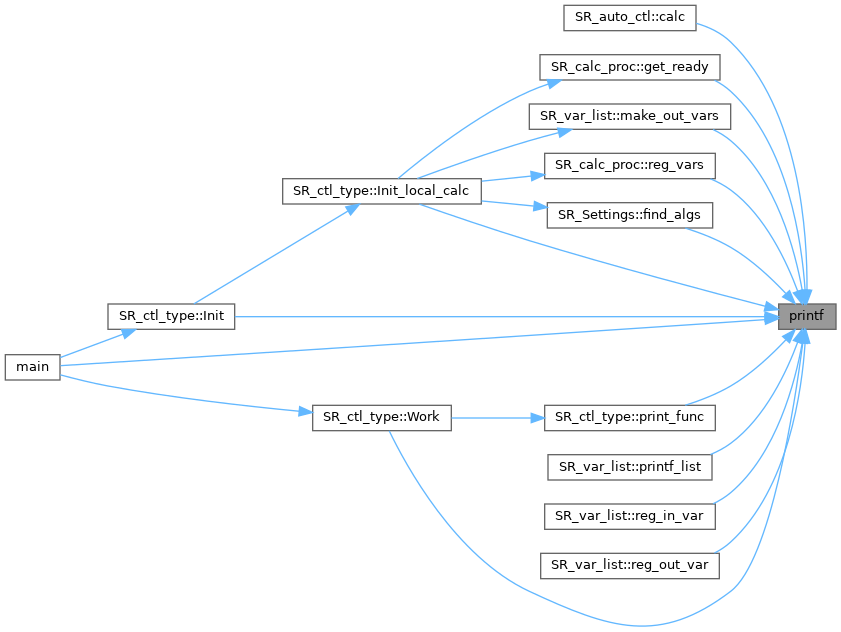 SR_auto_ctl::calc
SR_calc_proc::get_ready
SR_var_list::make_out_vars
SR_calc_proc::reg_vars
SR_ctl_type::Init_local_calc
SR_Settings::find_algs
SR_ctl_type::Init
printf
main
SR_ctl_type::Work
SR_ctl_type::print_func
SR_var_list::printf_list
SR_var_list::reg_in_var
SR_var_list::reg_out_var